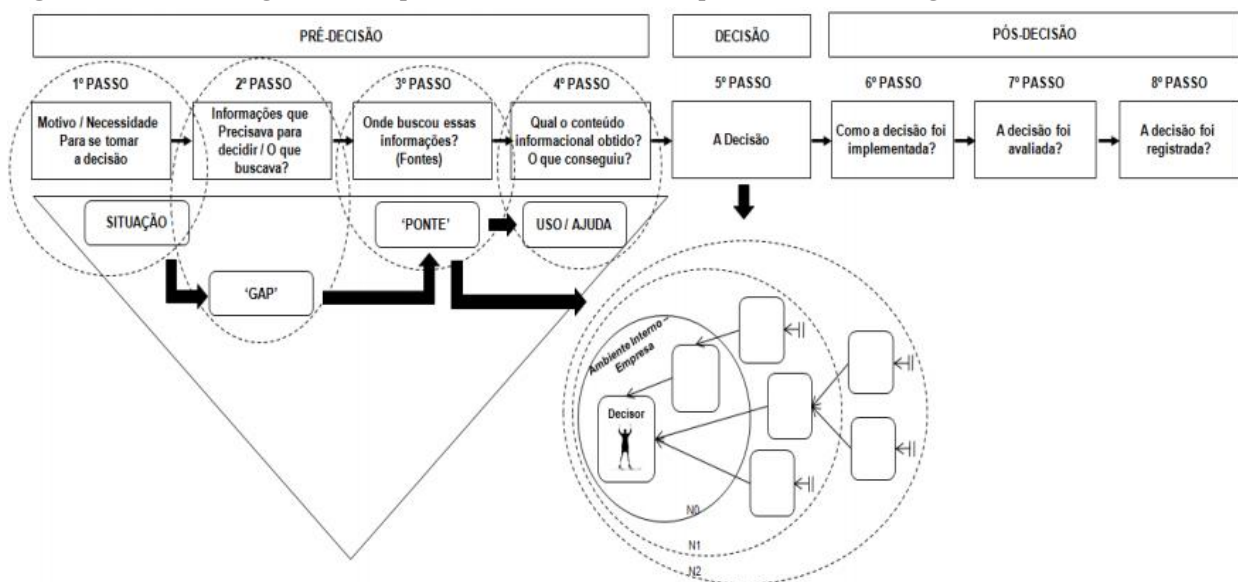 PRÉ-DECISÃO
DECISÃO
PÓS-DECISÃO
1º PASSO
2º PASSO
3º PASSO
4º PASSO
5º PASSO
6º PASSO
7º PASSO
8º PASSO
Motivo / Necessidade
Para se tomar
a decisão
Informações que
Precisava para
decidir / O que
buscava?
Onde buscou essas
informações?
(Fontes)
Qual o conteúdo
informacional obtido?
O que conseguiu?
A Decisão
Como a decisão foi
implementada?
A decisão foi
avaliada?
A decisão foi
registrada?
SITUAÇÃO
'PONTE'
USO / AJUDA
'GAP'
Ambiente Interno –
Empresa
Decisor
N0
N1
N2